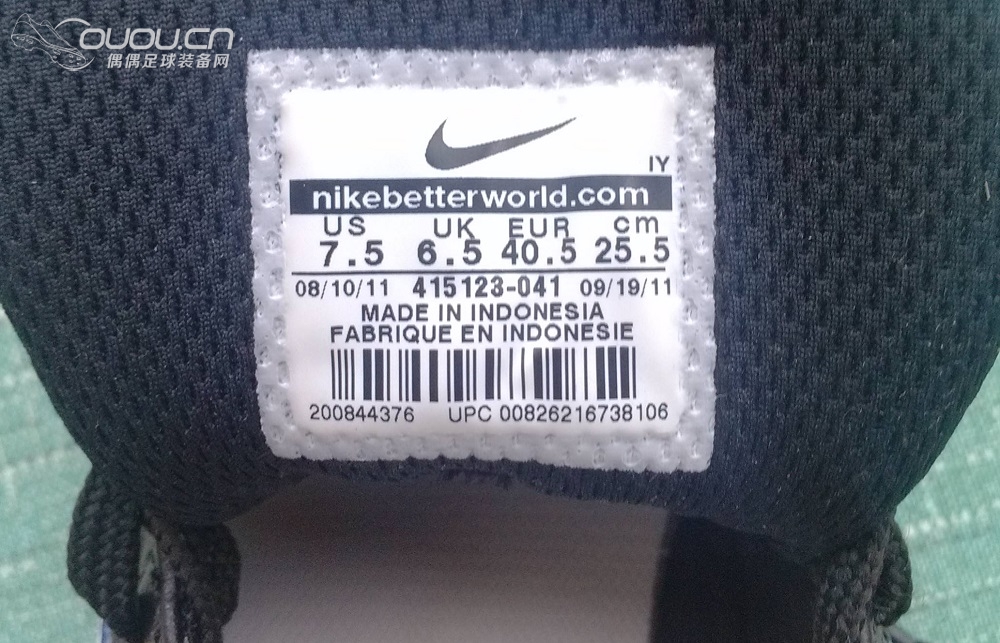 OUOU.CN
偶偶足球装备网
IY
nikebetterworld.com
US UK EUR cm
7.5 6.5 40.5 25.5
08/10/11 415123-041 09/19/11
MADE IN INDONESIA
FABRIQUE EN INDONESIE
200844376 UPC 00826216738106